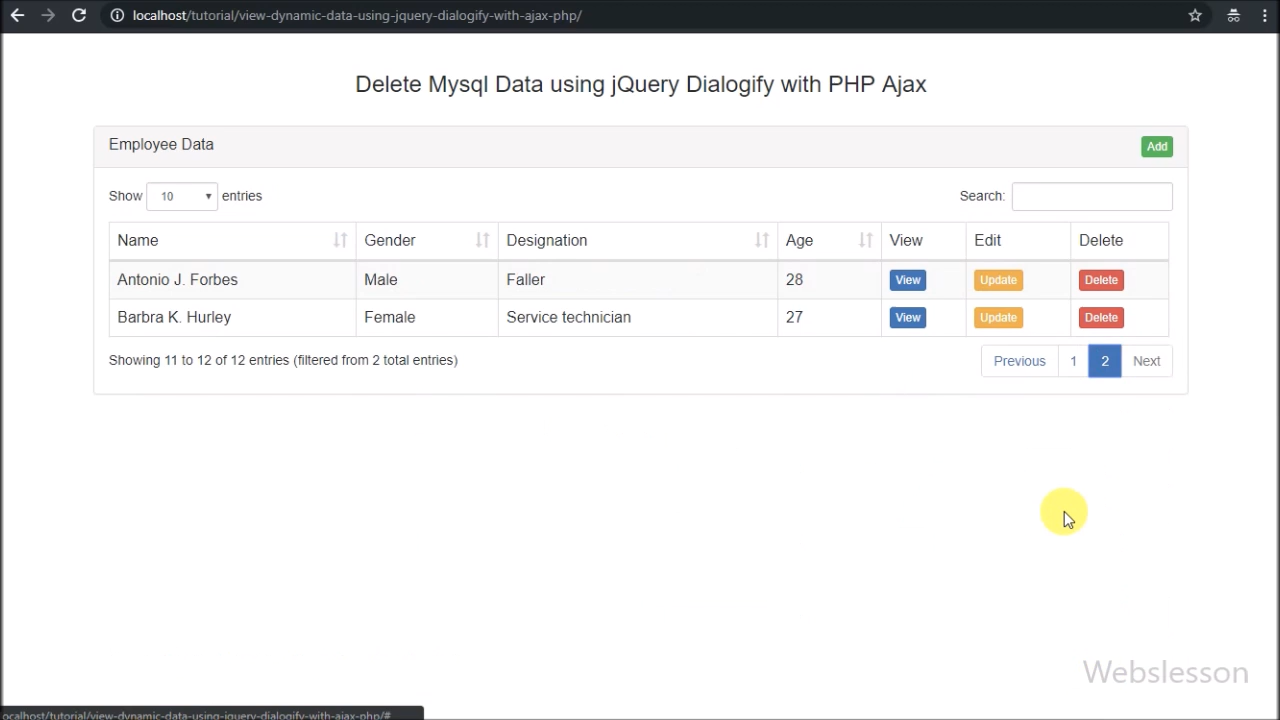 localhost/tutorial/view-dynamic-data-using-jquery-dialogify-with-ajax-php/
Delete Mysql Data using jQuery Dialogify with PHP Ajax
Employee Data Add
Show 10 entries Search:
Name Gender Designation Age View Edit Delete
Antonio J. Forbes Male Faller 28 View Update Delete
Barbra K. Hurley Female Service technician 27 View Update Delete
Showing 11 to 12 of 12 entries (filtered from 2 total entries) Previous 1 2 Next
Webslesson
ocalhost/tutorial/view-dynamic-data-using-jquery-dialogify-with-ajax-php/#